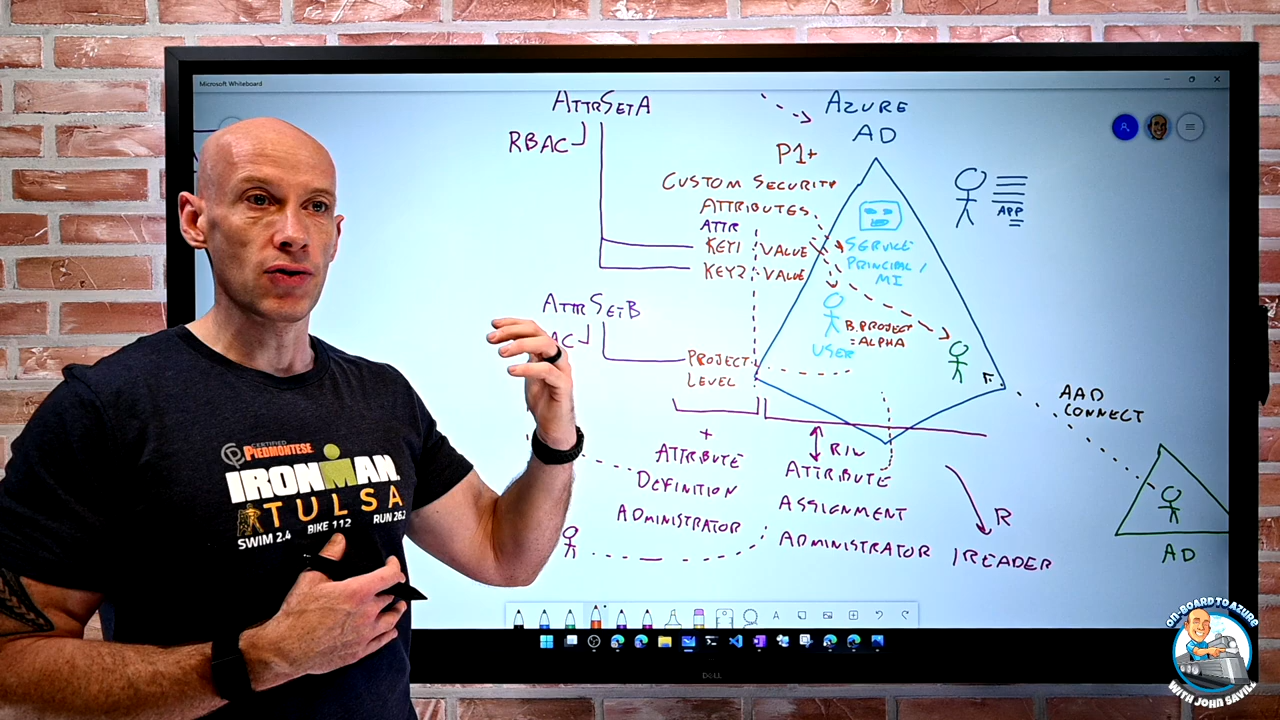 Microsoft Whiteboard
ATTRSETA
RBAC
AZURE
AD
P1+
CUSTOM SECURITY
ATTRIBUTES
ATTR
KEY1 VALUE
KEY2 : VALUE
SERVICE
PRINCIPAL /
MI
APP
ATTRSETB
AC
PROJECT
LEVEL
USER
B.PROJECT
=ALPHA
AAD
CONNECT
AD
+
ATTRIBUTE
DEFINITION
ADMINISTRATOR
R/W
ATTRIBUTE
ASSIGNMENT
ADMINISTRATOR / READER
R
CERTIFIED
PIEDMONTESE
IRONMAN
TULSA
SWIM 2.4 BIKE 112 RUN 26.2
DELL
ON-BOARD TO AZURE
WITH JOHN SAVILL